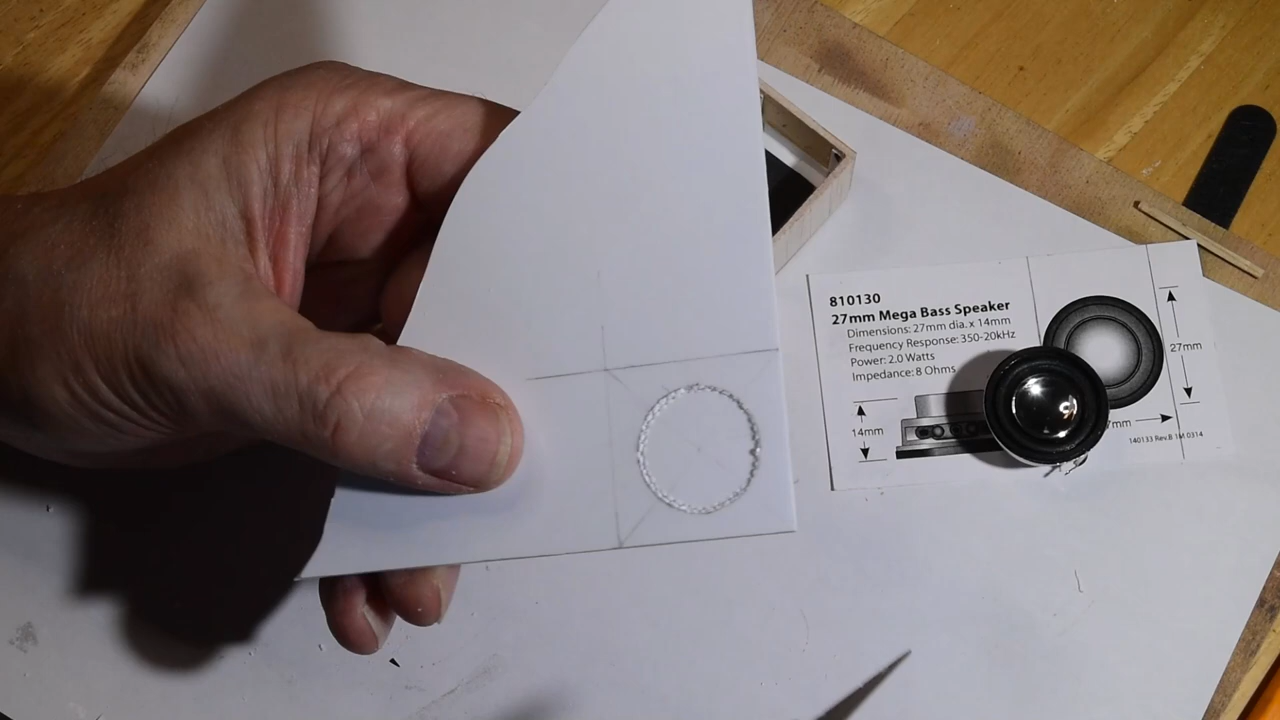 810130
27mm Mega Bass Speaker
Dimensions: 27mm dia. x 14mm
Frequency Response: 350-20kHz
Power: 2.0 Watts
Impedance: 8 Ohms
27mm
14mm
7mm
140133 Rev.B 1M 0314